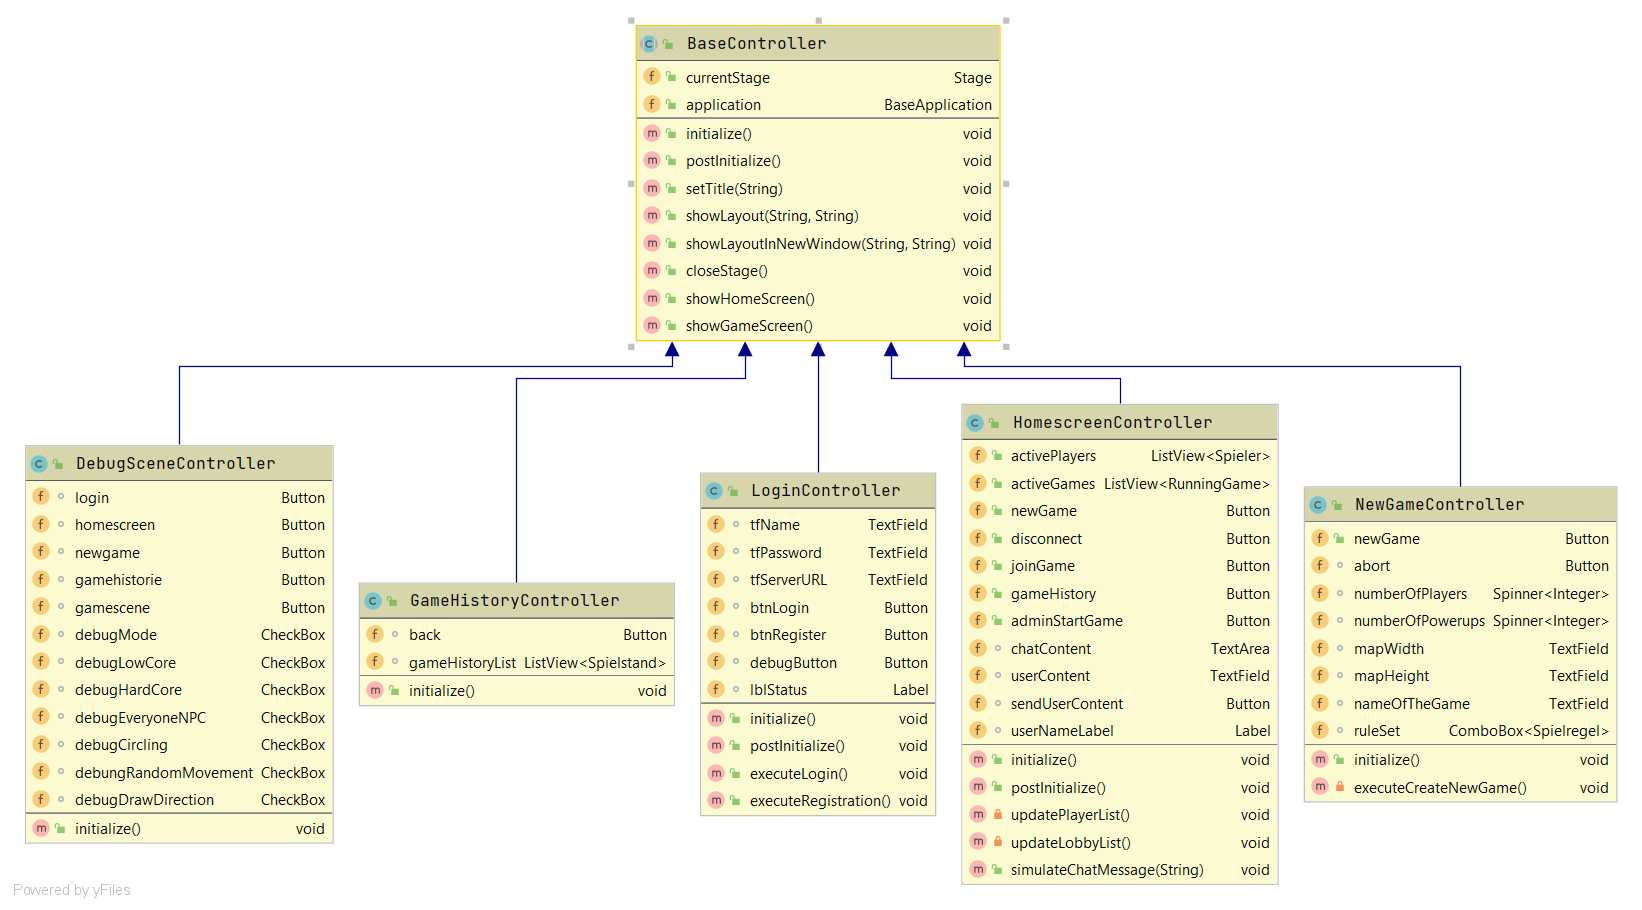 BaseController
currentStage Stage
application BaseApplication
initialize() void
postInitialize() void
setTitle(String) void
showLayout(String, String) void
showLayoutInNewWindow(String, String) void
closeStage() void
showHomeScreen() void
showGameScreen() void
DebugSceneController
login Button
homescreen Button
newgame Button
gamehistorie Button
gamescene Button
debugMode CheckBox
debugLowCore CheckBox
debugHardCore CheckBox
debugEveryoneNPC CheckBox
debugCircling CheckBox
debungRandomMovement CheckBox
debugDrawDirection CheckBox
initialize() void
GameHistoryController
back Button
gameHistoryList ListView<Spielstand>
initialize() void
LoginController
tfName TextField
tfPassword TextField
tfServerURL TextField
btnLogin Button
btnRegister Button
debugButton Button
lblStatus Label
initialize() void
postInitialize() void
executeLogin() void
executeRegistration() void
HomescreenController
activePlayers ListView<Spieler>
activeGames ListView<RunningGame>
newGame Button
disconnect Button
joinGame Button
gameHistory Button
adminStartGame Button
chatContent TextArea
userContent TextField
sendUserContent Button
userNameLabel Label
initialize() void
postInitialize() void
updatePlayerList() void
updateLobbyList() void
simulateChatMessage(String) void
NewGameController
newGame Button
abort Button
numberOfPlayers Spinner<Integer>
numberOfPowerups Spinner<Integer>
mapWidth TextField
mapHeight TextField
nameOfTheGame TextField
ruleSet ComboBox<Spielregel>
initialize() void
executeCreateNewGame() void
Powered by yFiles